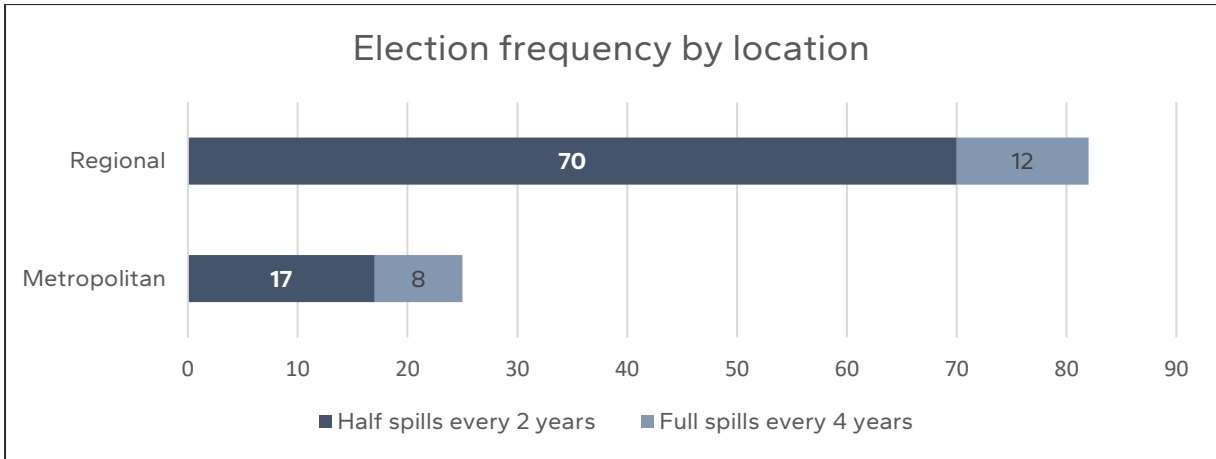 Election frequency by location
Regional
70
12
Metropolitan
17
8
0 10 20 30 40 50 60 70 80 90
Half spills every 2 years Full spills every 4 years